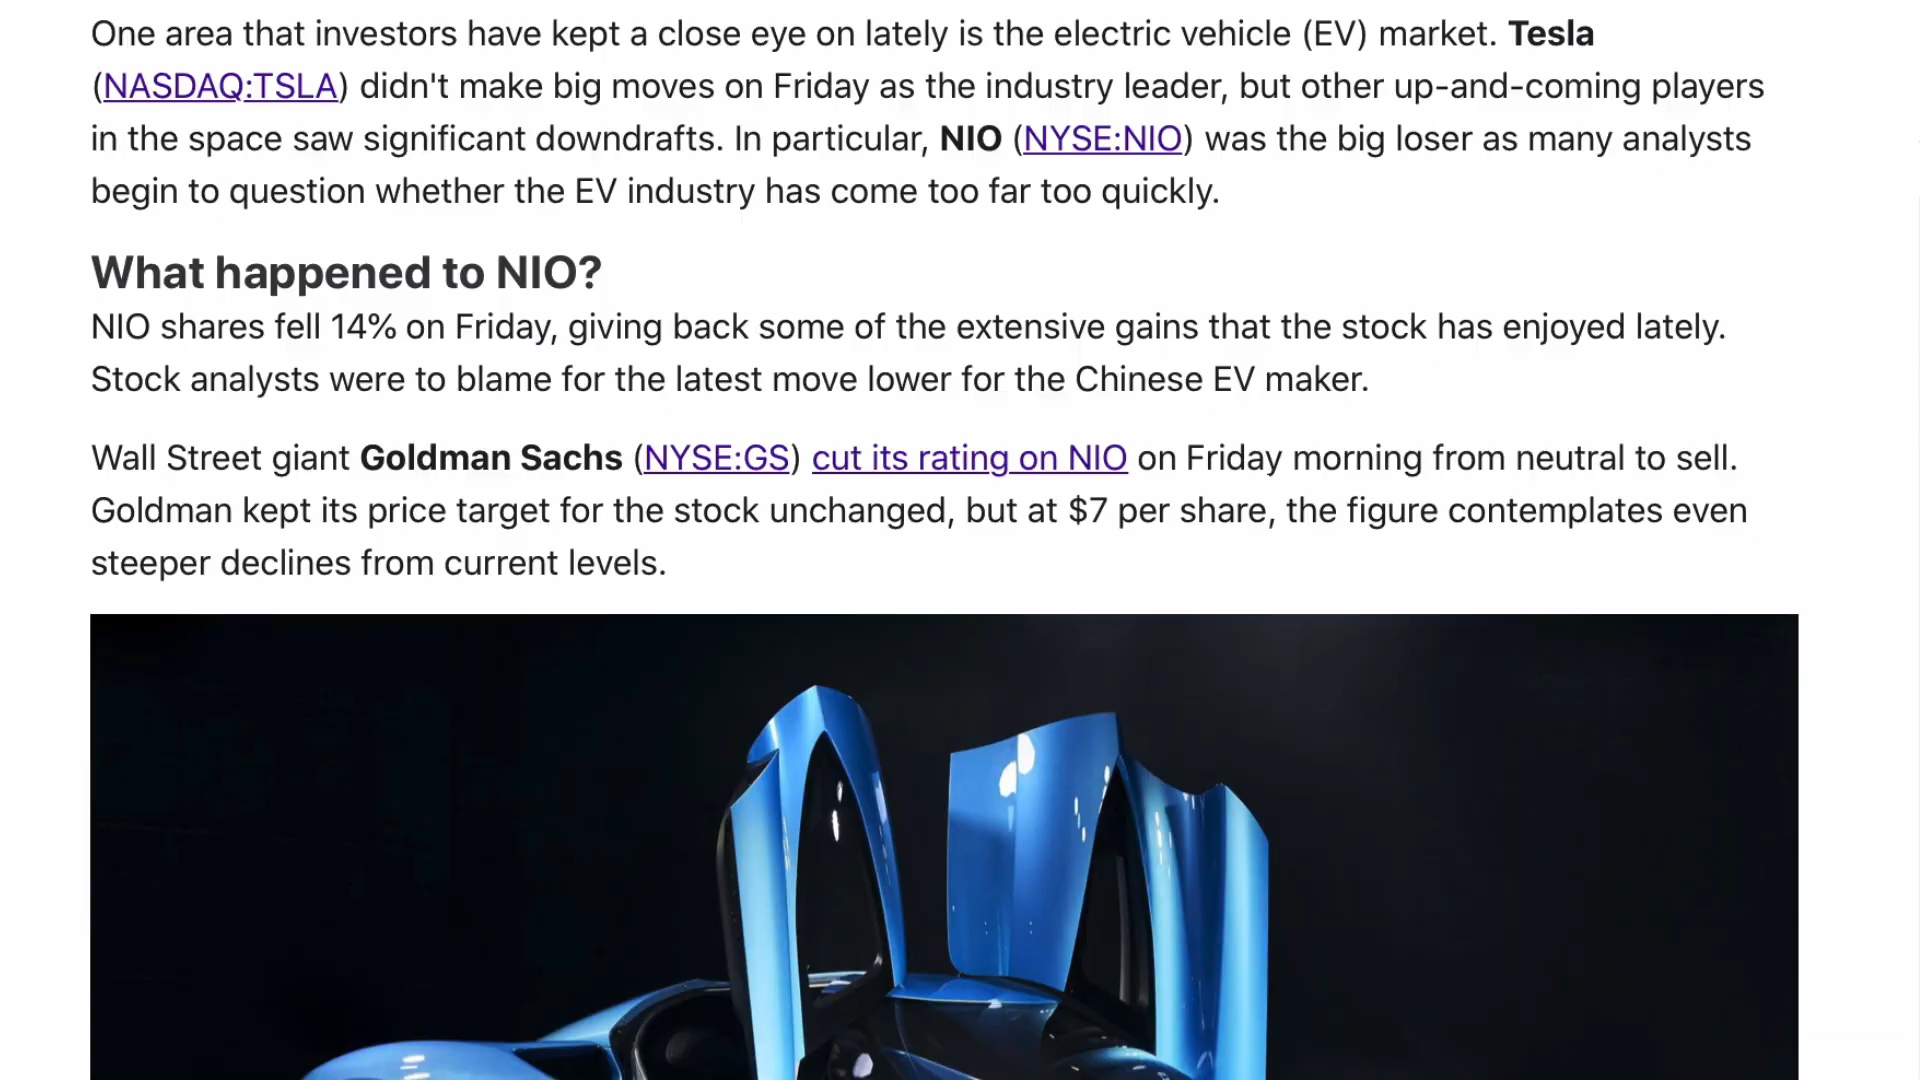 One area that investors have kept a close eye on lately is the electric vehicle (EV) market. Tesla
(NASDAQ:TSLA) didn't make big moves on Friday as the industry leader, but other up-and-coming players
in the space saw significant downdrafts. In particular, NIO (NYSE:NIO) was the big loser as many analysts
begin to question whether the EV industry has come too far too quickly.
What happened to NIO?
NIO shares fell 14% on Friday, giving back some of the extensive gains that the stock has enjoyed lately.
Stock analysts were to blame for the latest move lower for the Chinese EV maker.
Wall Street giant Goldman Sachs (NYSE:GS) cut its rating on NIO on Friday morning from neutral to sell.
Goldman kept its price target for the stock unchanged, but at $7 per share, the figure contemplates even
steeper declines from current levels.